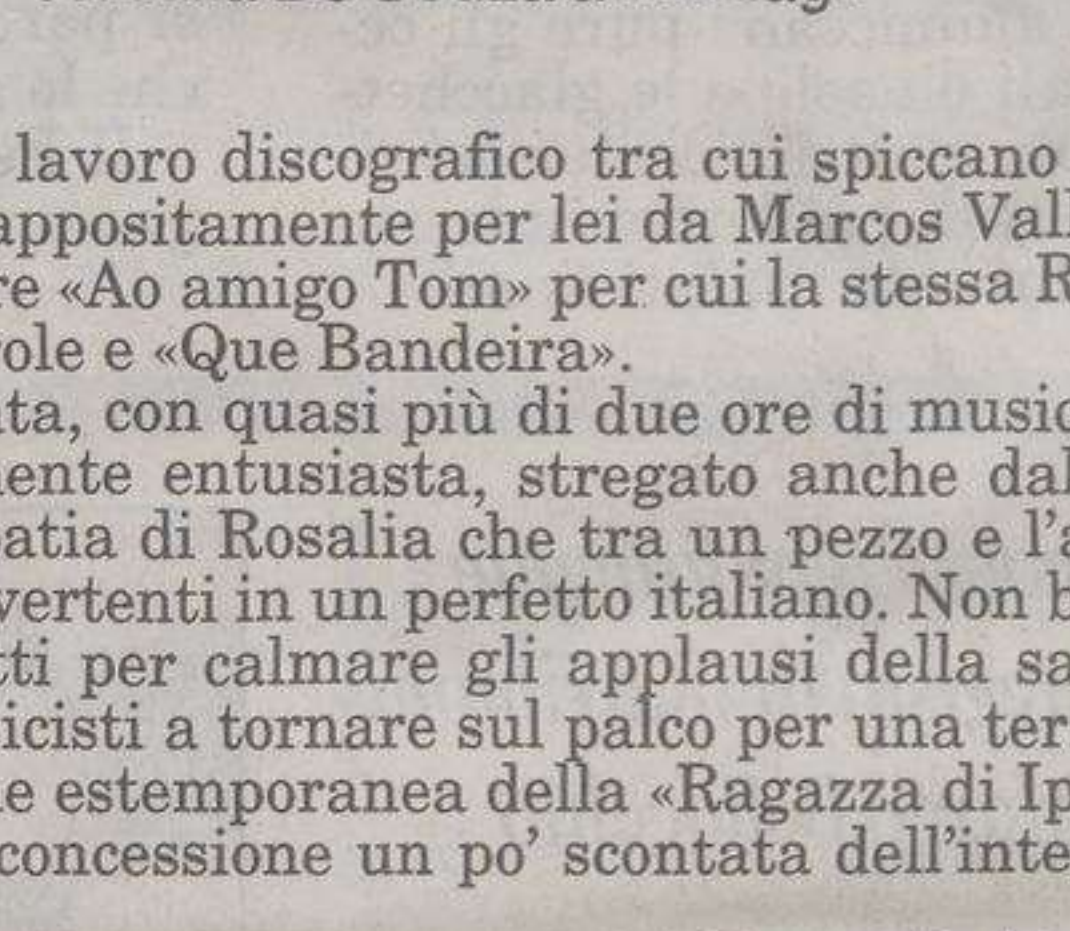 lavoro discografico tra cui spiccano
appositamente per lei da Marcos Vall
re «Ao amigo Tom» per cui la stessa R
ole e «Que Bandeira».
ta, con quasi più di due ore di music
ente entusiasta, stregato anche dal
atia di Rosalia che tra un pezzo e l'a
vertenti in un perfetto italiano. Non b
tti per calmare gli applausi della sa
icisti a tornare sul palco per una ter
e estemporanea della «Ragazza di Ip
concessione un po' scontata dell'inte